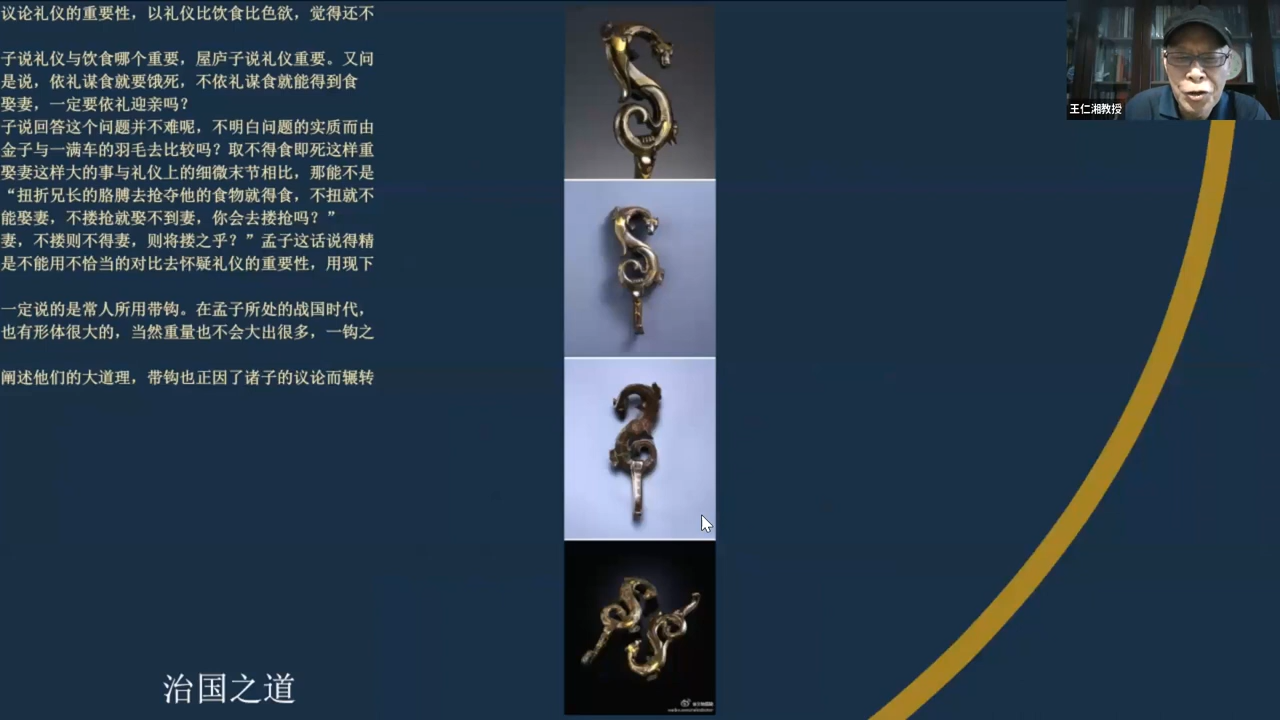 议论礼仪的重要性，以礼仪比饮食比色欲，觉得还不
子说礼仪与饮食哪个重要，屋庐子说礼仪重要。又问
是说，依礼谋食就要饿死，不依礼谋食就能得到食
娶妻，一定要依礼迎亲吗？
子说回答这个问题并不难呢，不明白问题的实质而由
金子与一满车的羽毛去比较吗？取不得食即死这样重
娶妻这样大的事与礼仪上的细微末节相比，那能不是
“扭折兄长的胳膊去抢夺他的食物就得食，不扭就不
能娶妻，不搂抢就娶不到妻，你会去搂抢吗？”
妻，不搂则不得妻，则将搂之乎？”孟子这话说得精
是不能用不恰当的对比去怀疑礼仪的重要性，用现下
一定说的是常人所用带钩。在孟子所处的战国时代，
也有形体很大的，当然重量也不会大出很多，一钩之
阐述他们的大道理，带钩也正因了诸子的议论而辗转
治国之道
王仁湘教授